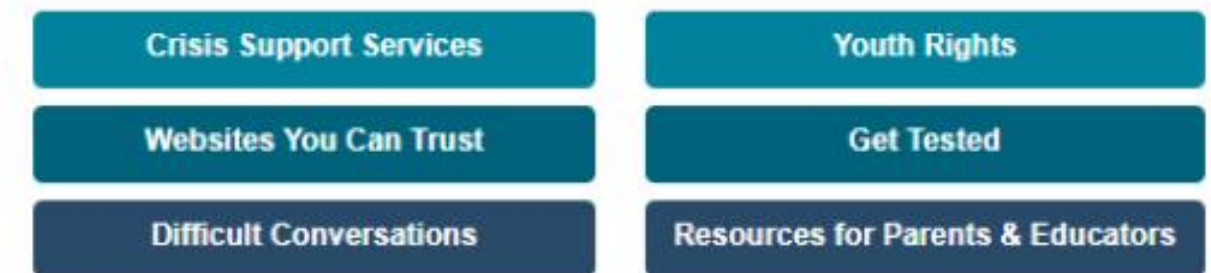 Crisis Support Services
Youth Rights
Websites You Can Trust
Get Tested
Difficult Conversations
Resources for Parents & Educators